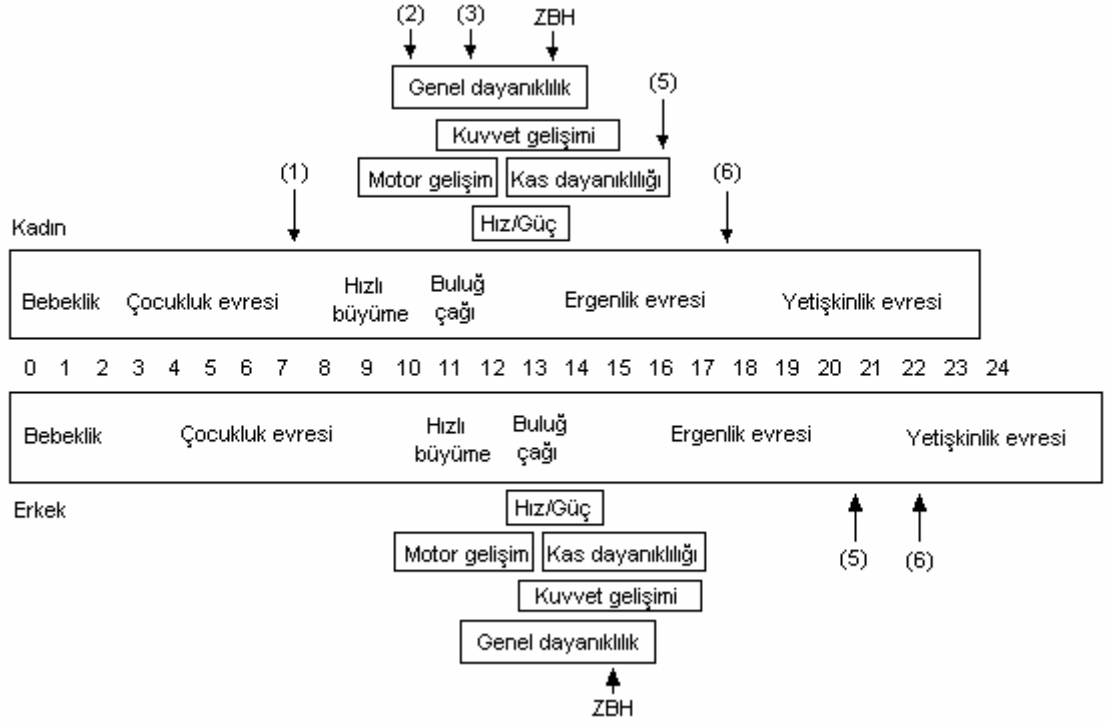 (2) (3) ZBH
Genel dayanıklılık
(5)
Kuvvet gelişimi
(1) Motor gelişim Kas dayanıklılığı (6)
Hız/Güç
Kadın
Bebeklik Çocukluk evresi Hızlı büyüme Buluğ çağı Ergenlik evresi Yetişkinlik evresi
0 1 2 3 4 5 6 7 8 9 10 11 12 13 14 15 16 17 18 19 20 21 22 23 24
Bebeklik Çocukluk evresi Hızlı büyüme Buluğ çağı Ergenlik evresi Yetişkinlik evresi
Erkek
Hız/Güç
Motor gelişim Kas dayanıklılığı (5) (6)
Kuvvet gelişimi
Genel dayanıklılık
ZBH